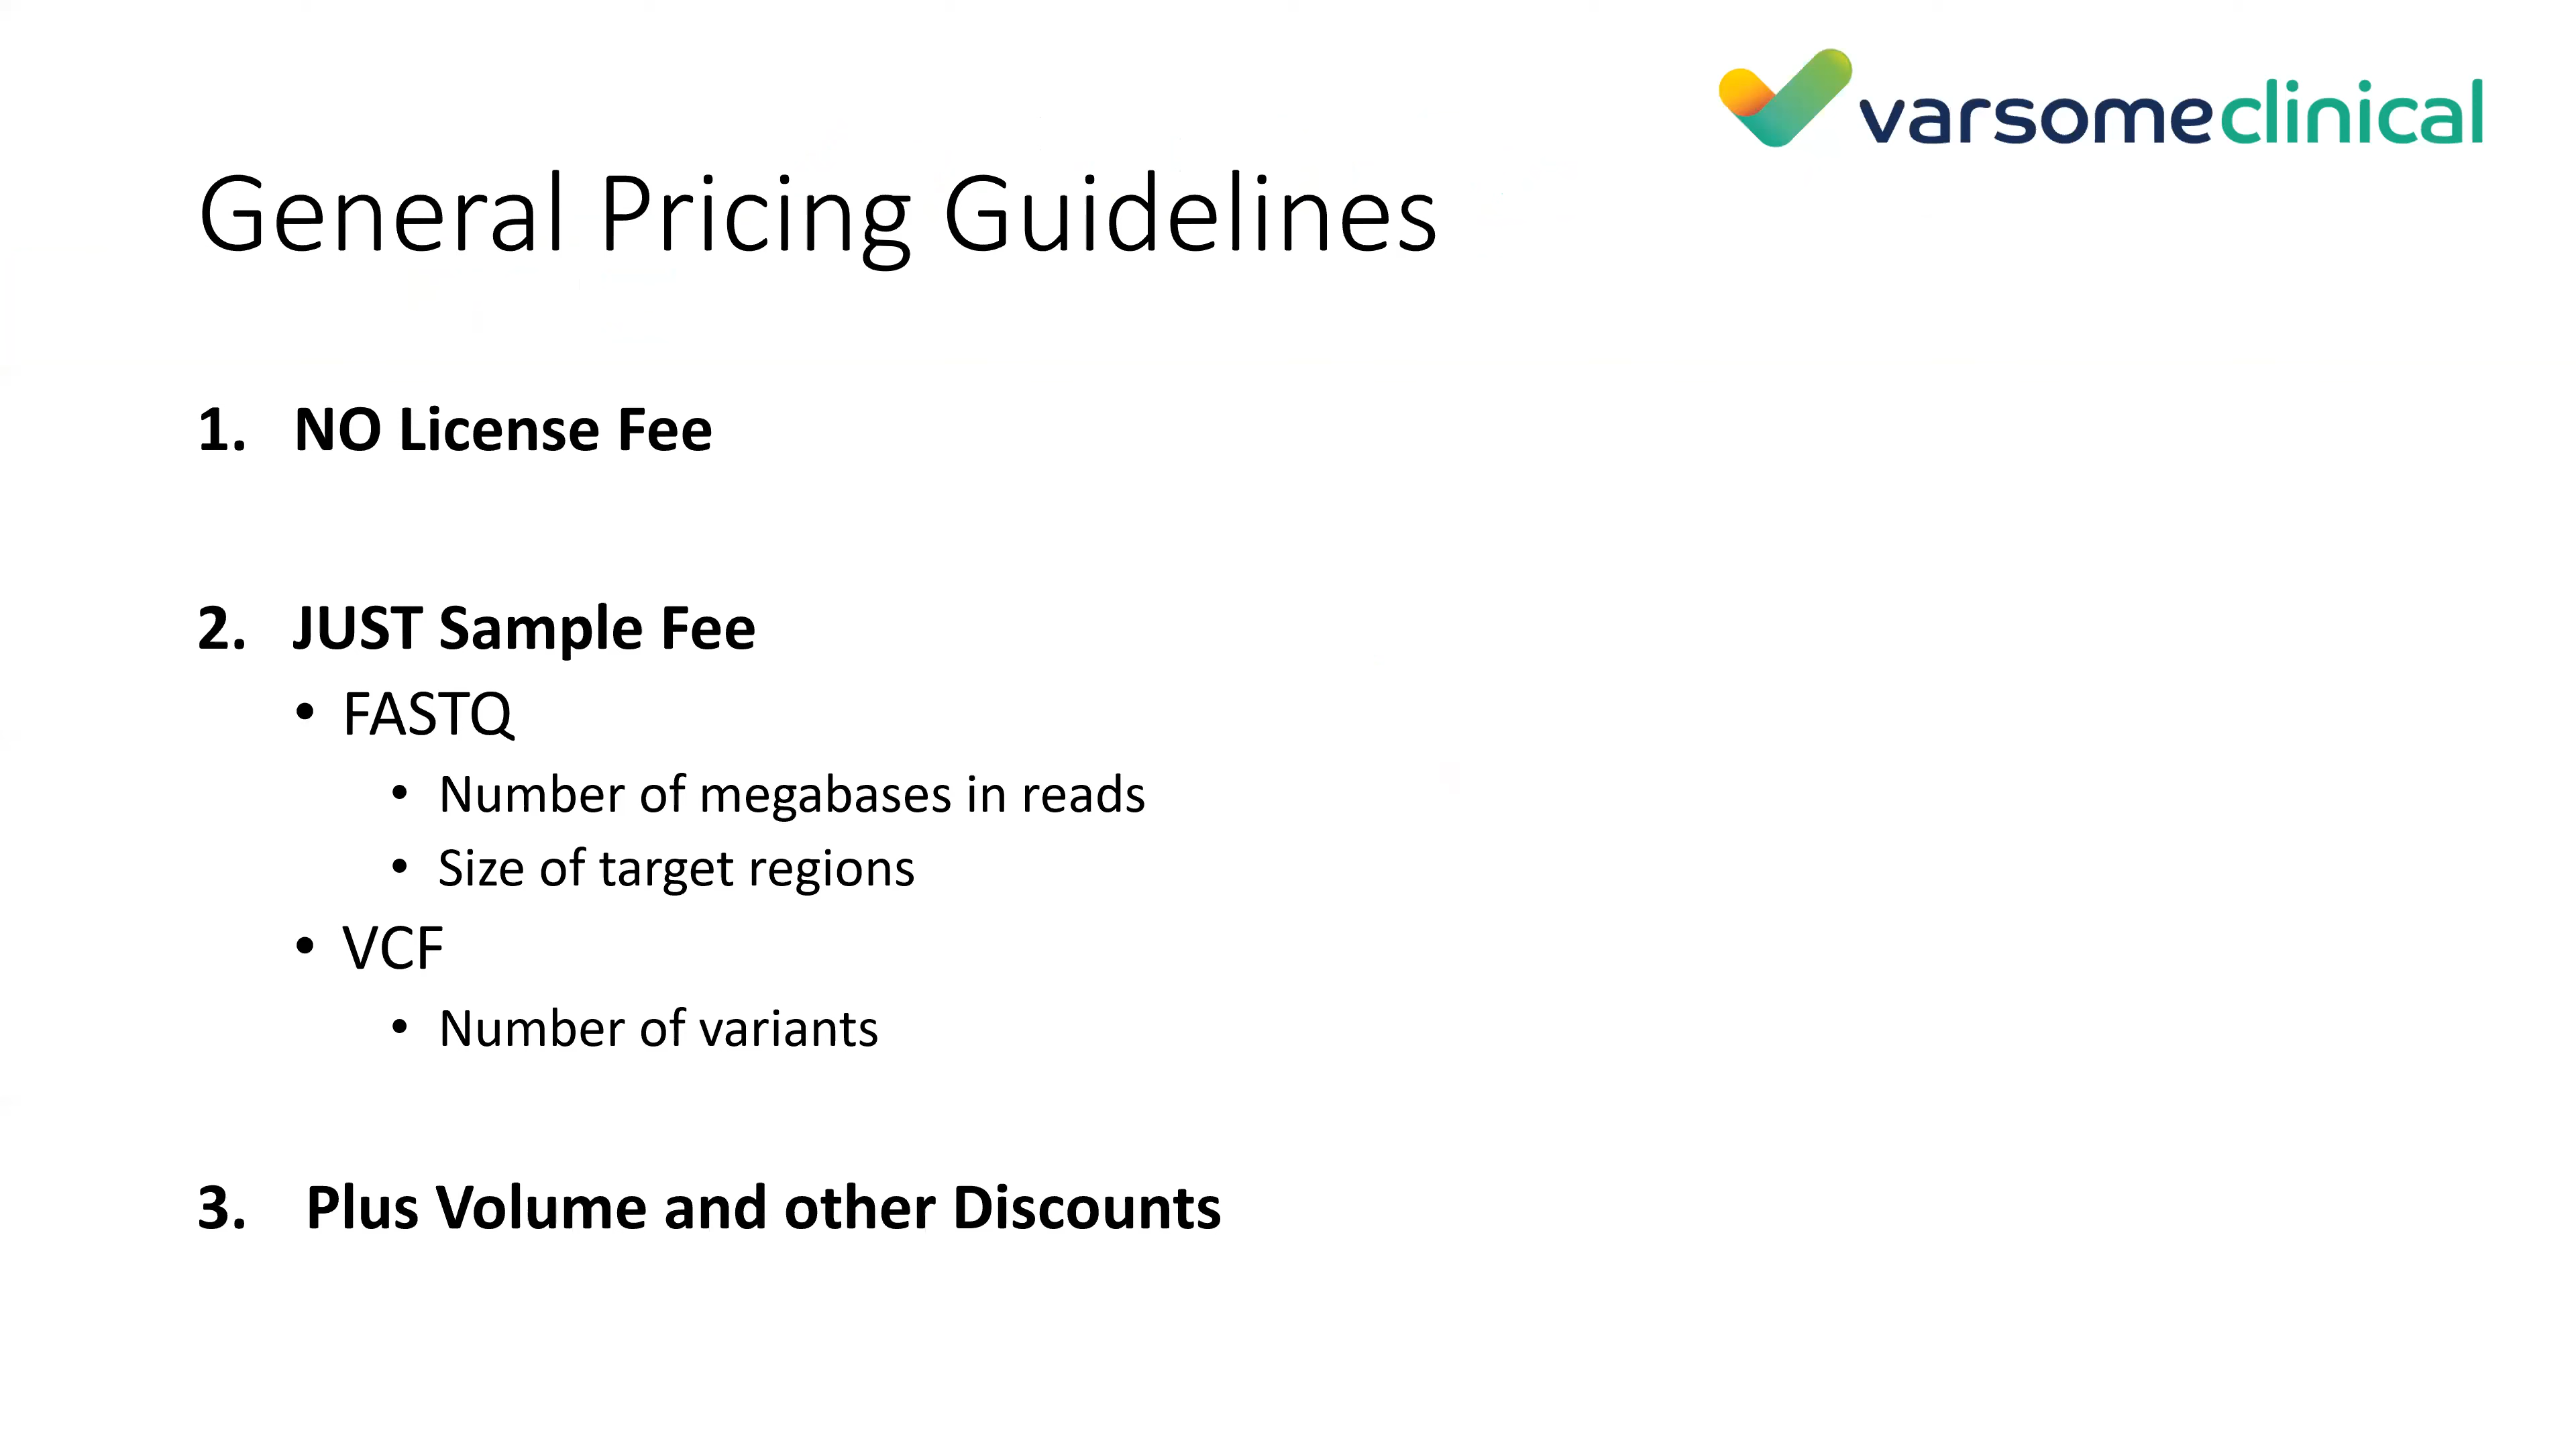 varsomeclinical
General Pricing Guidelines
1. NO License Fee
2. JUST Sample Fee
• FASTQ
• Number of megabases in reads
• Size of target regions
• VCF
• Number of variants
3. Plus Volume and other Discounts